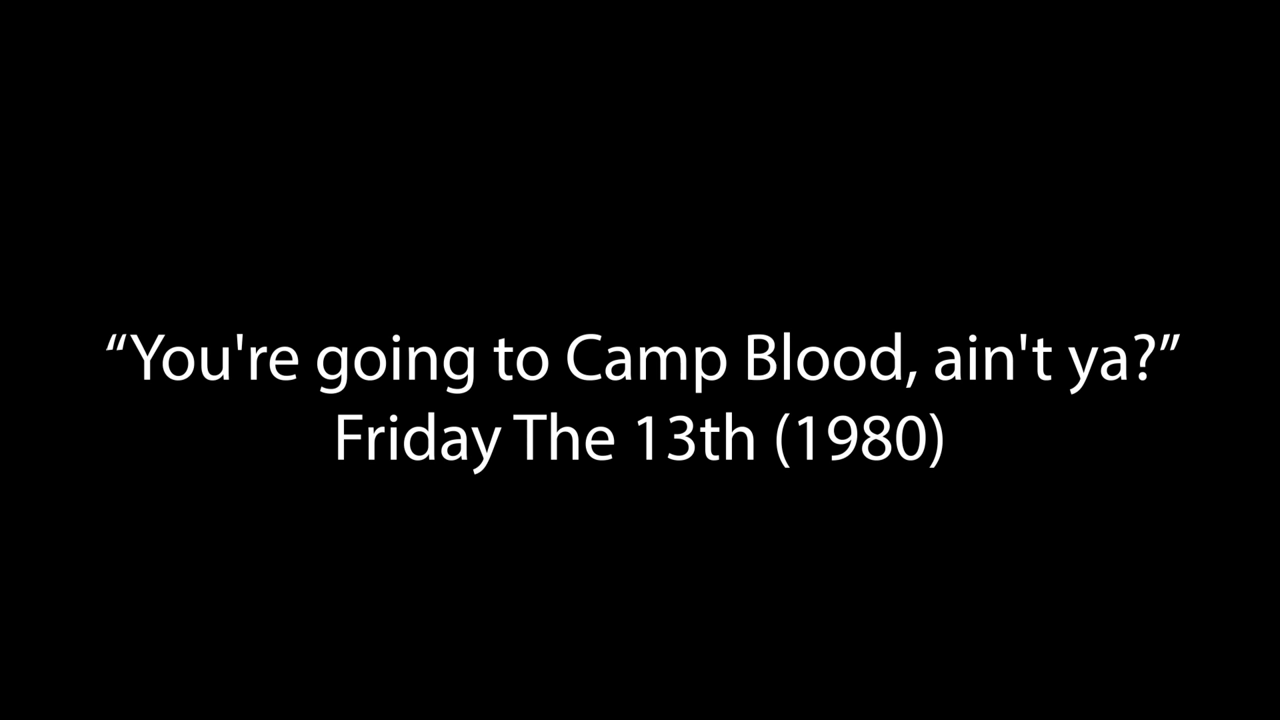 “You're going to Camp Blood, ain't ya?”
Friday The 13th (1980)